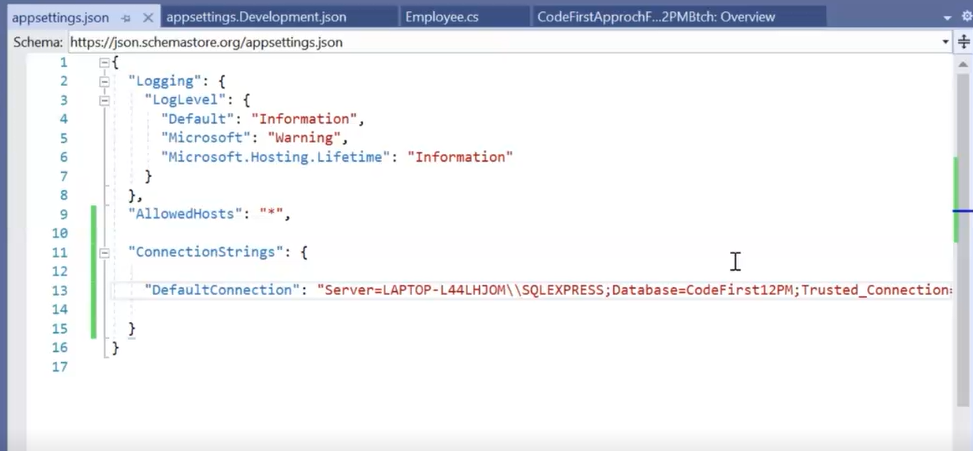 appsettings.json
appsettings.Development.json
Employee.cs
CodeFirstApproch F...2PMBtch: Overview
Schema: https://json.schemastore.org/appsettings.json
1 {
2 "Logging": {
3 "LogLevel": {
4 "Default": "Information",
5 "Microsoft": "Warning",
6 "Microsoft.Hosting.Lifetime": "Information"
7 }
8 },
9 "AllowedHosts": "*",
10
11 "ConnectionStrings": {
12
13 "DefaultConnection": "Server=LAPTOP-L44LHJOM\\SQLEXPRESS;Database=CodeFirst12PM;Trusted_Connection=
14
15 }
16 }
17